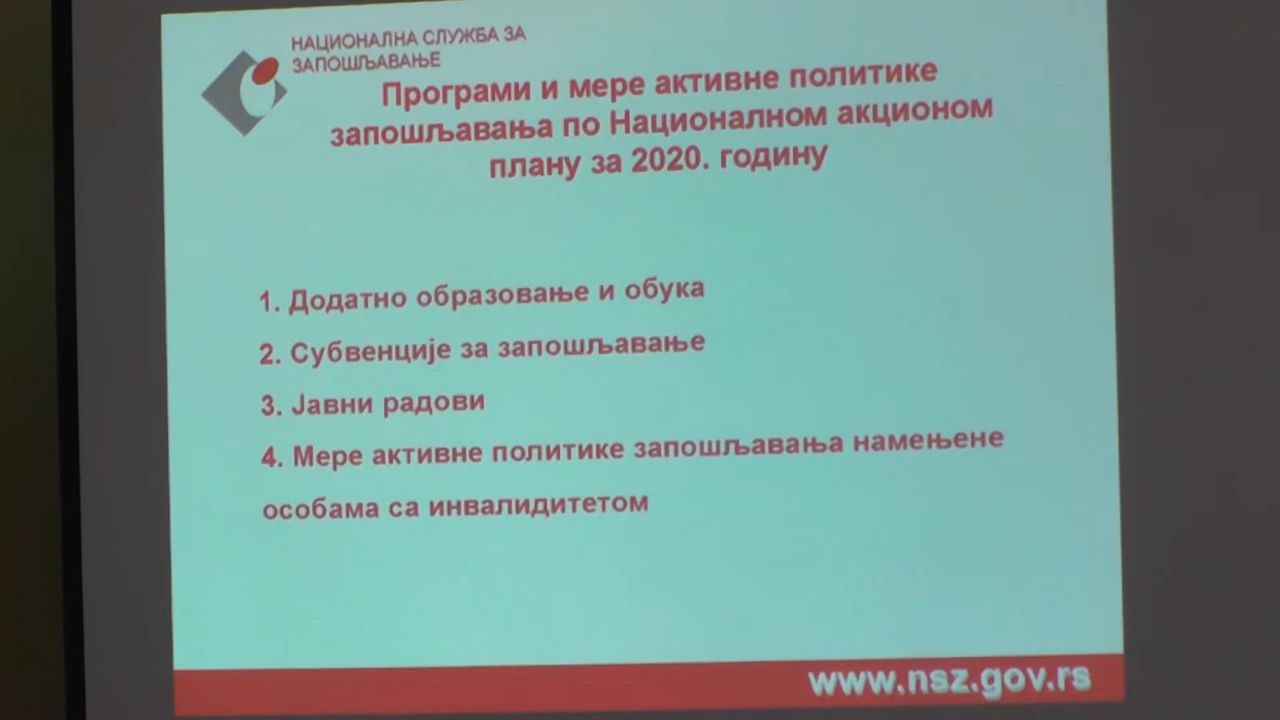 НАЦИОНАЛНА СЛУЖБА ЗА
ЗАПОШЉАВАЊЕ
Програми и мере активне политике
запошљавања по Националном акционом
плану за 2020. годину
1. Додатно образовање и обука
2. Субвенције за запошљавање
3. Јавни радови
4. Мере активне политике запошљавања намењене
особама са инвалидитетом
www.nsz.gov.rs